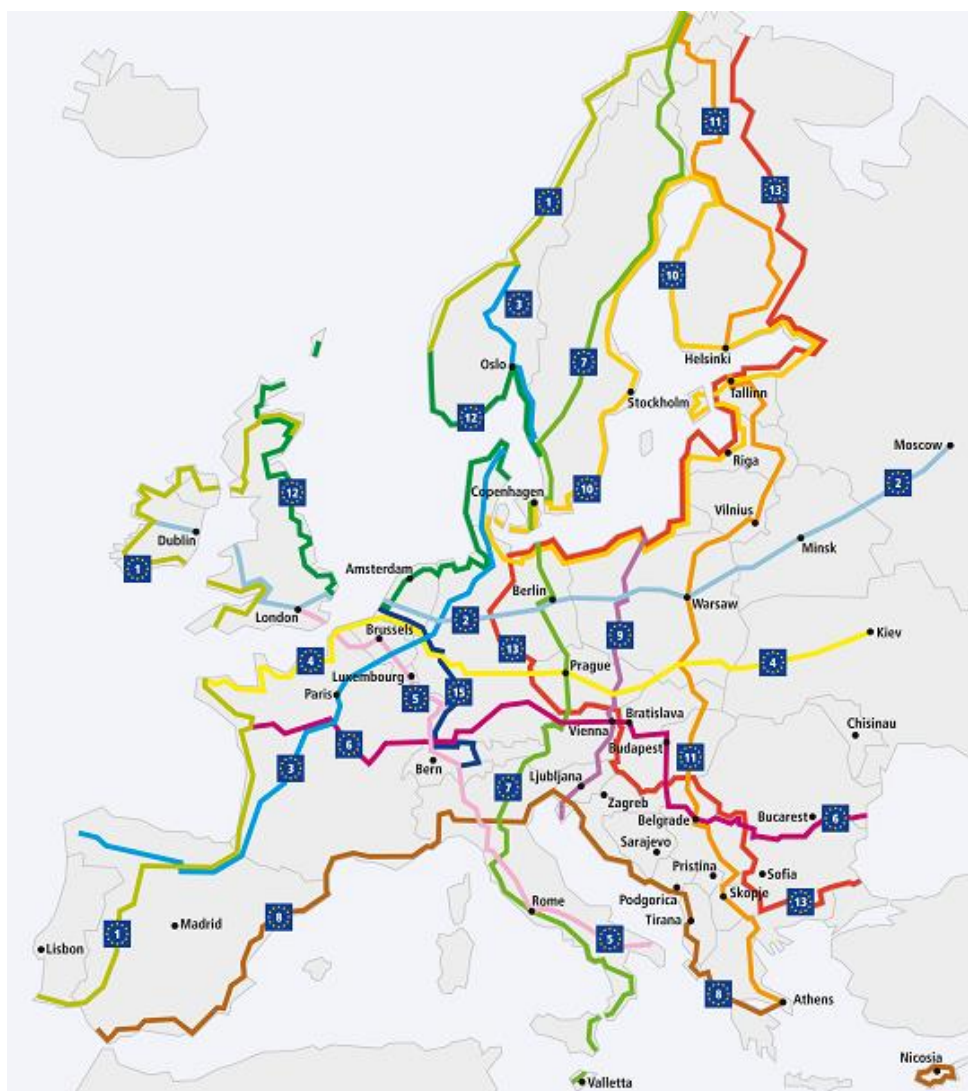 11
13
1
10
3
Oslo
Helsinki
7
Tallinn
Stockholm
12
Moscow
Riga
2
10
Copenhagen
12
Vilnius
Dublin
Minsk
1
Amsterdam
Berlin
Warsaw
London
2
Kiev
Brussels
9
13
4
4
Prague
Luxembourg
15
5
Paris
Bratislava
Chisinau
Vienna
6
Budapest
11
3
Bern
Ljubljana
7
Zagreb
Bucarest
6
Belgrade
Sarajevo
Pristina
Sofia
Podgorica
Skopje
13
Rome
8
Madrid
Tirana
1
5
Lisbon
8
Athens
Nicosia
Valletta